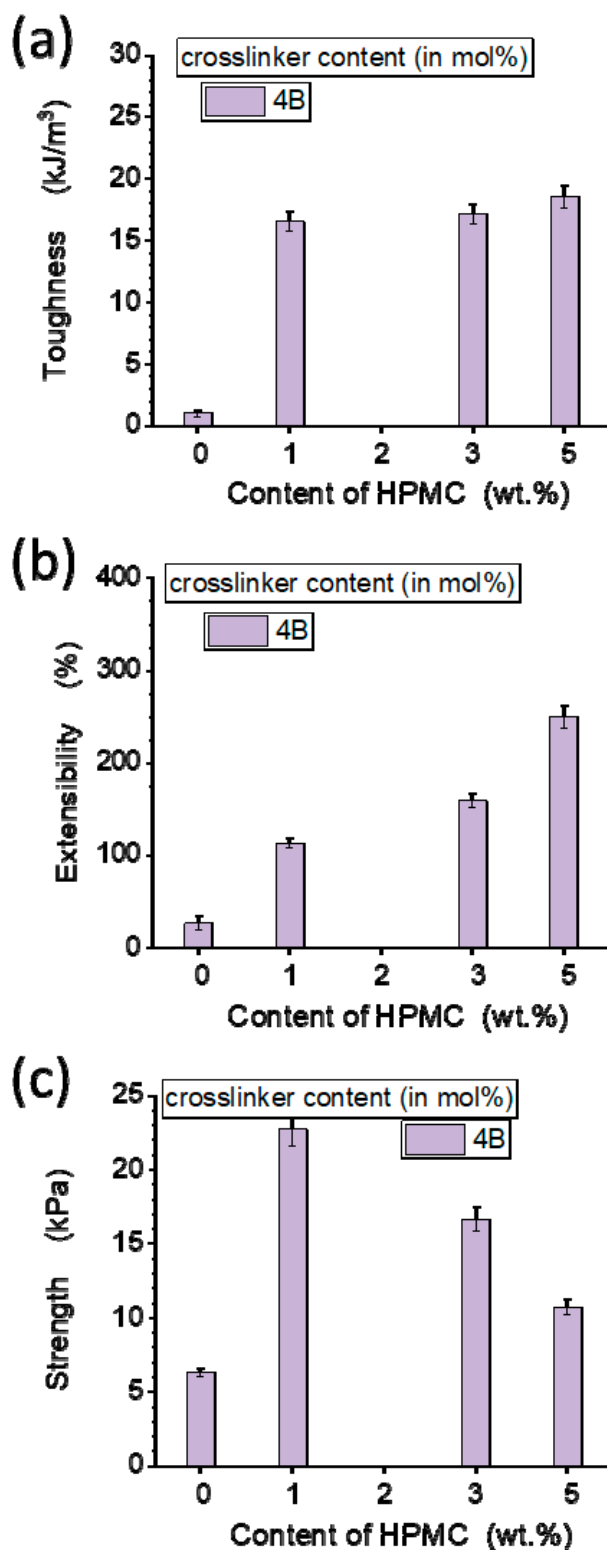 (a)
30
25
20
15
10
5
0
Toughness (kJ/m³)
crosslinker content (in mol%)
4B
0 1 2 3 5
Content of HPMC (wt.%)
(b)
400
300
200
100
0
Extensibility (%)
crosslinker content (in mol%)
4B
0 1 2 3 5
Content of HPMC (wt.%)
(c)
25
20
15
10
5
0
Strength (kPa)
crosslinker content (in mol%)
4B
0 1 2 3 5
Content of HPMC (wt.%)